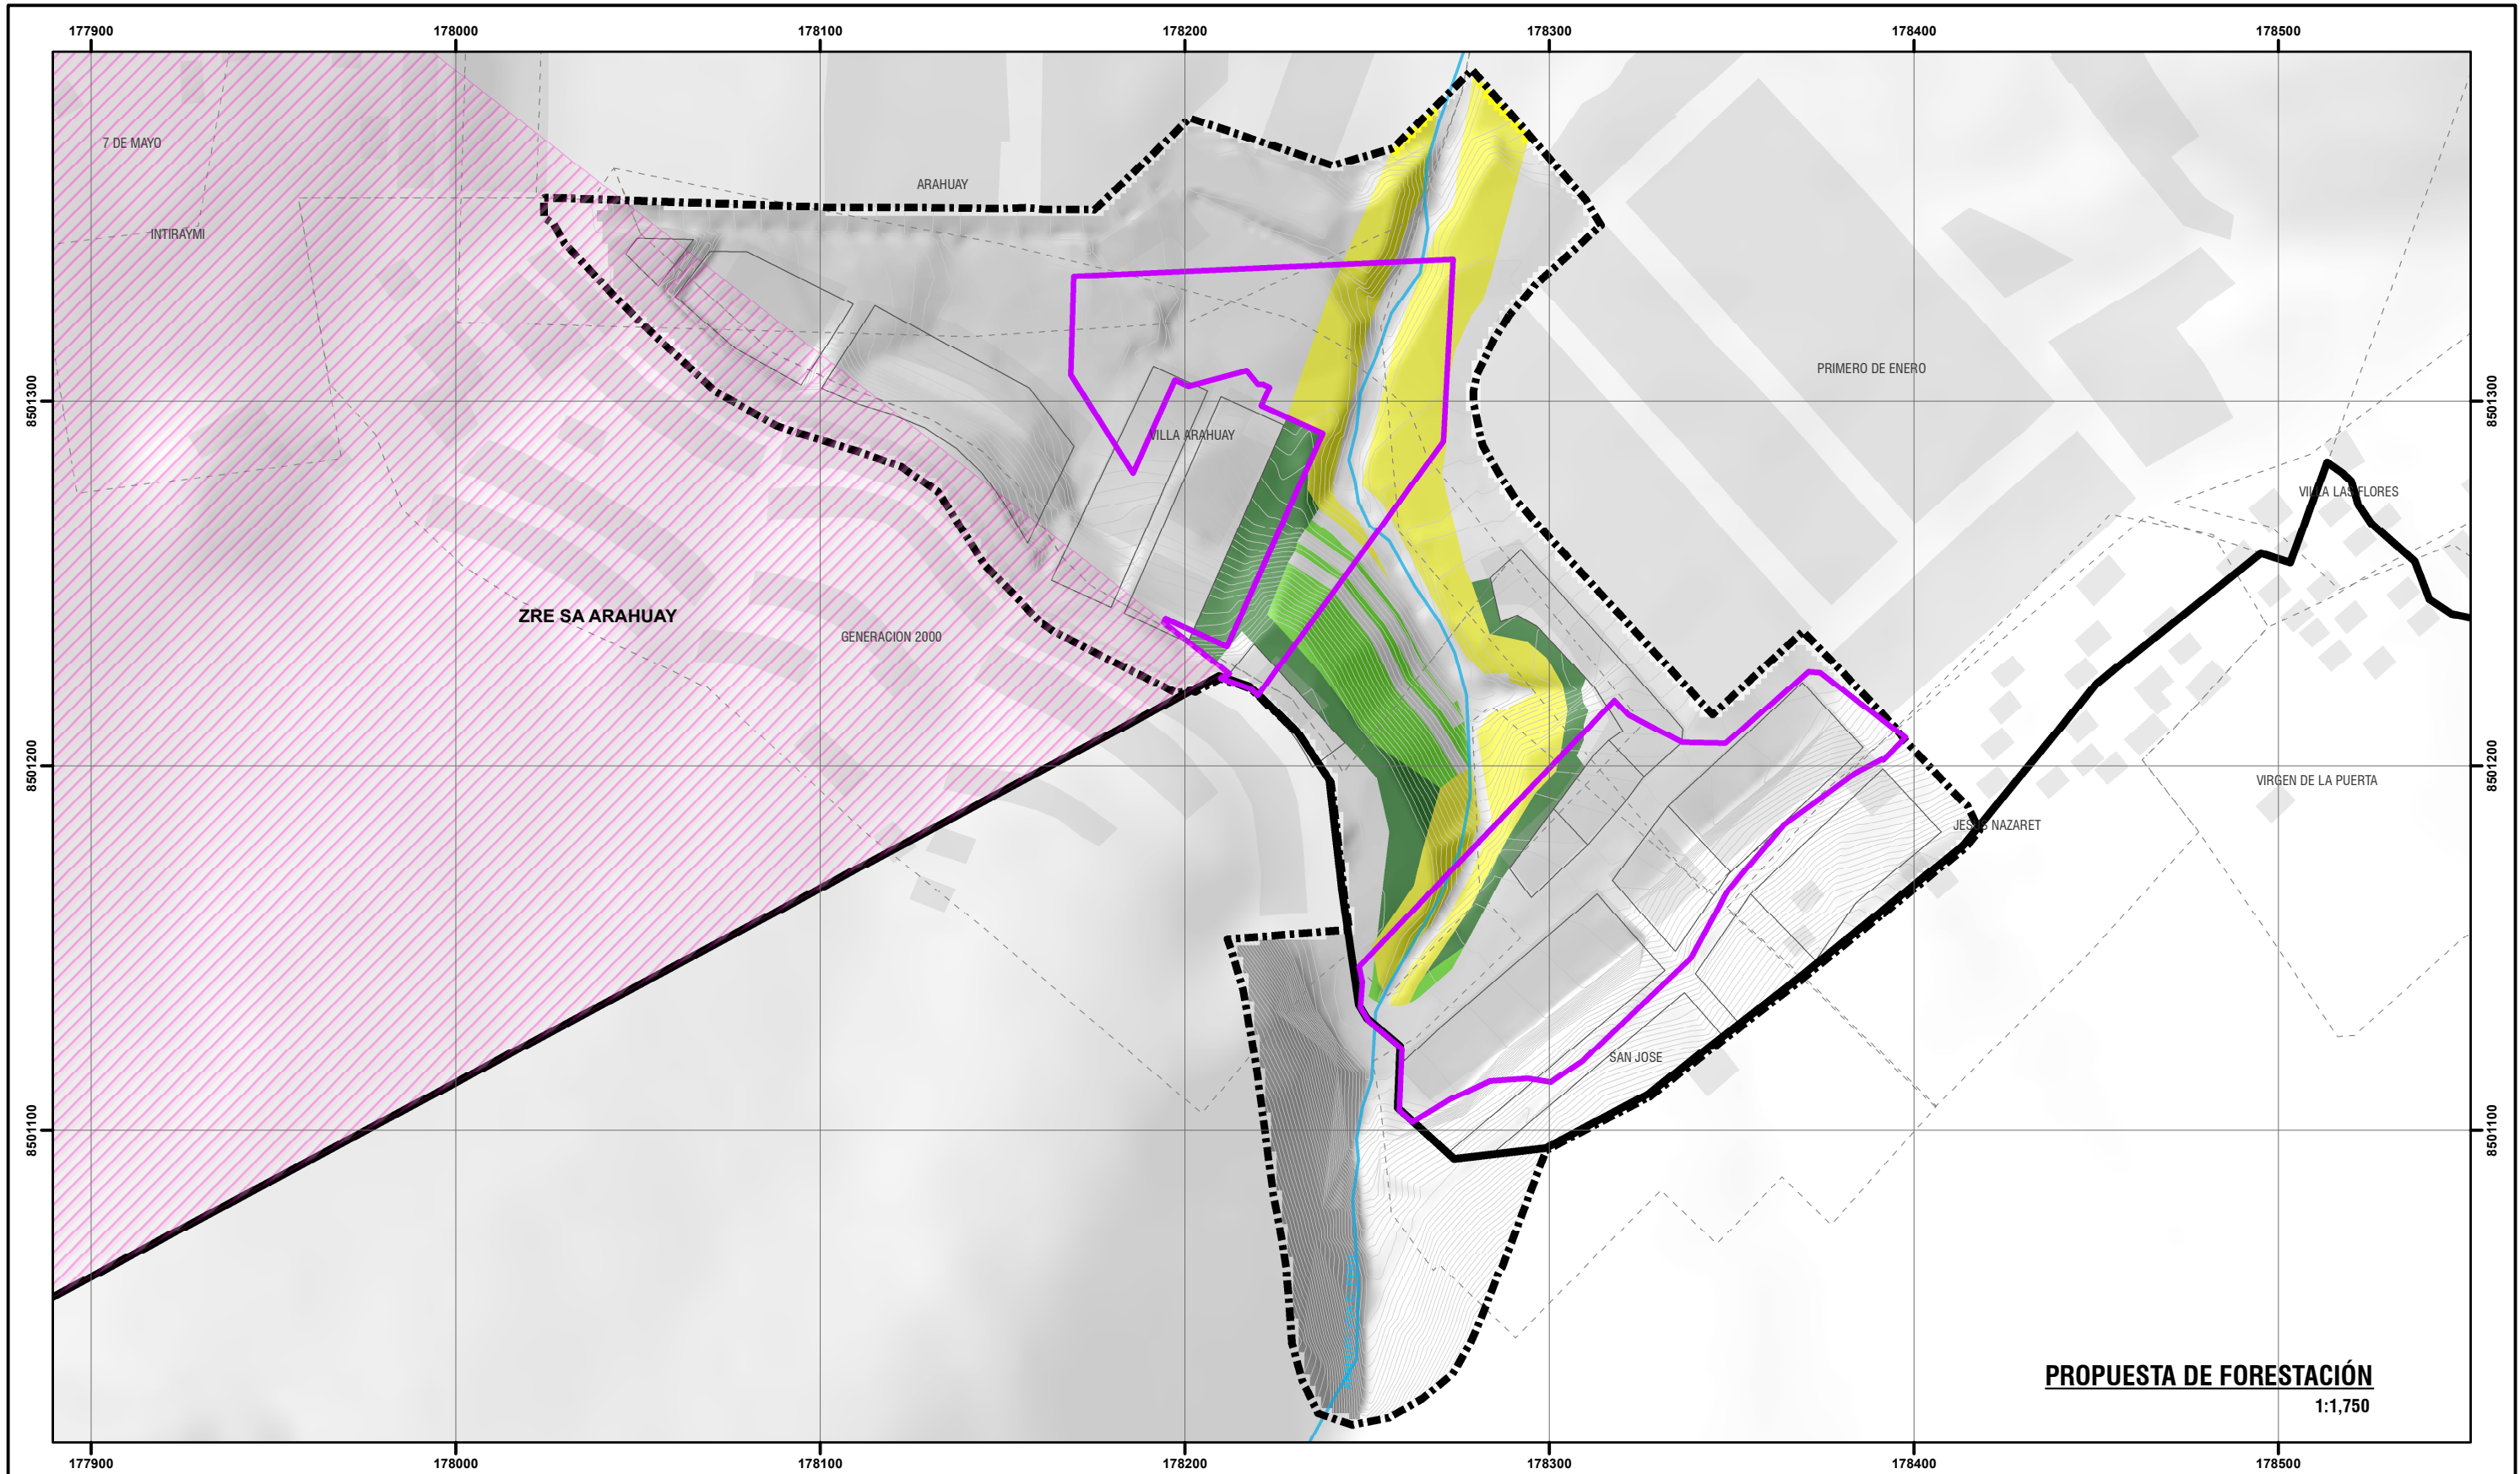 177900 178000 178100 178200 178300 178400 178500
7 DE MAYO
ARAHUAY
INTIRAYMI
PRIMERO DE ENERO
8501300
8501300
VILLA ARAHUAY
VILLA LAS FLORES
ZRE SA ARAHUAY
GENERACION 2000
8501200
8501200
VIRGEN DE LA PUERTA
JESUS NAZARET
SAN JOSE
8501100
8501100
PROPUESTA DE FORESTACIÓN
1:1,750
177900 178000 178100 178200 178300 178400 178500